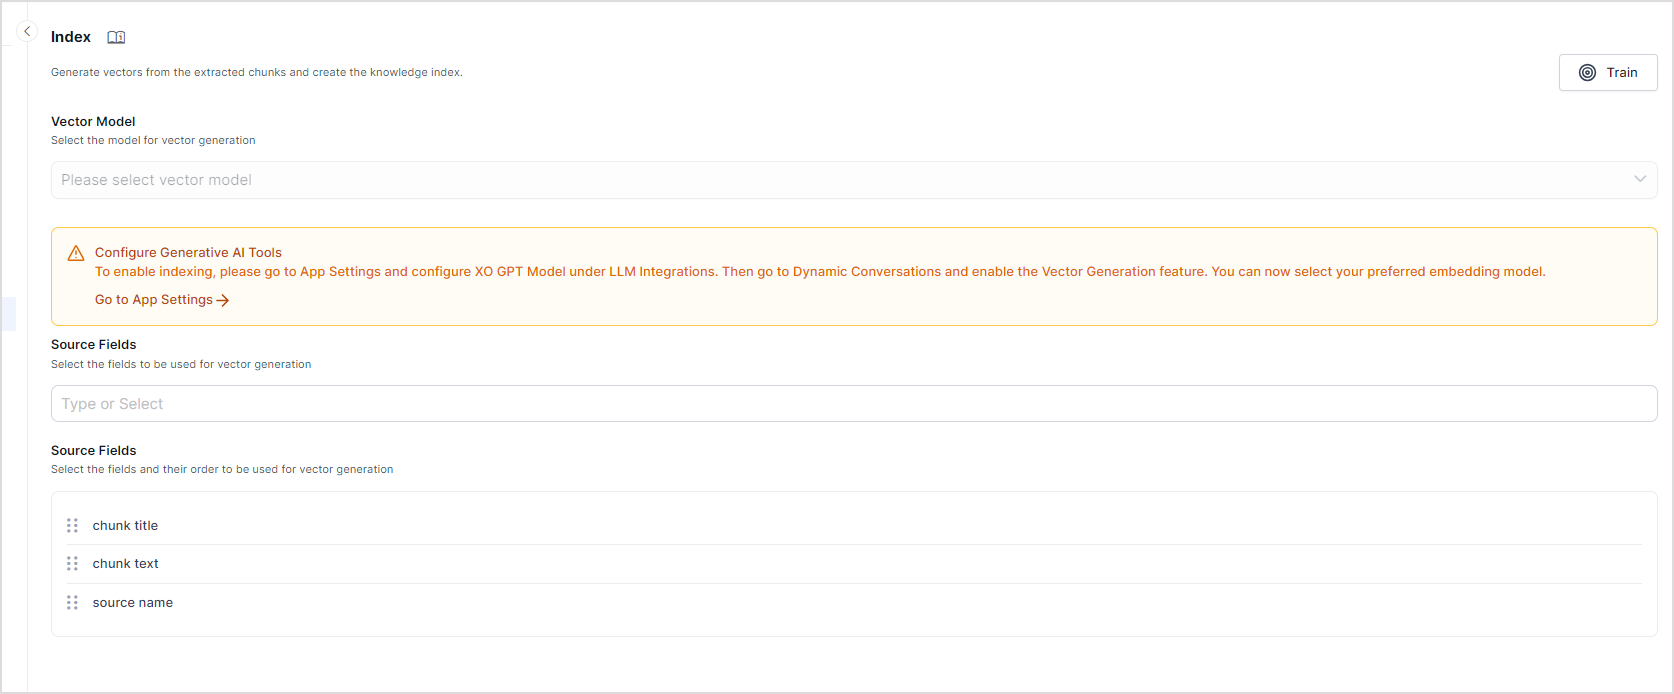 Index
Generate vectors from the extracted chunks and create the knowledge index.
Train
Vector Model
Select the model for vector generation
Please select vector model
Configure Generative AI Tools
To enable indexing, please go to App Settings and configure XO GPT Model under LLM Integrations. Then go to Dynamic Conversations and enable the Vector Generation feature. You can now select your preferred embedding model.
Go to App Settings
Source Fields
Select the fields to be used for vector generation
Type or Select
Source Fields
Select the fields and their order to be used for vector generation
chunk title
chunk text
source name